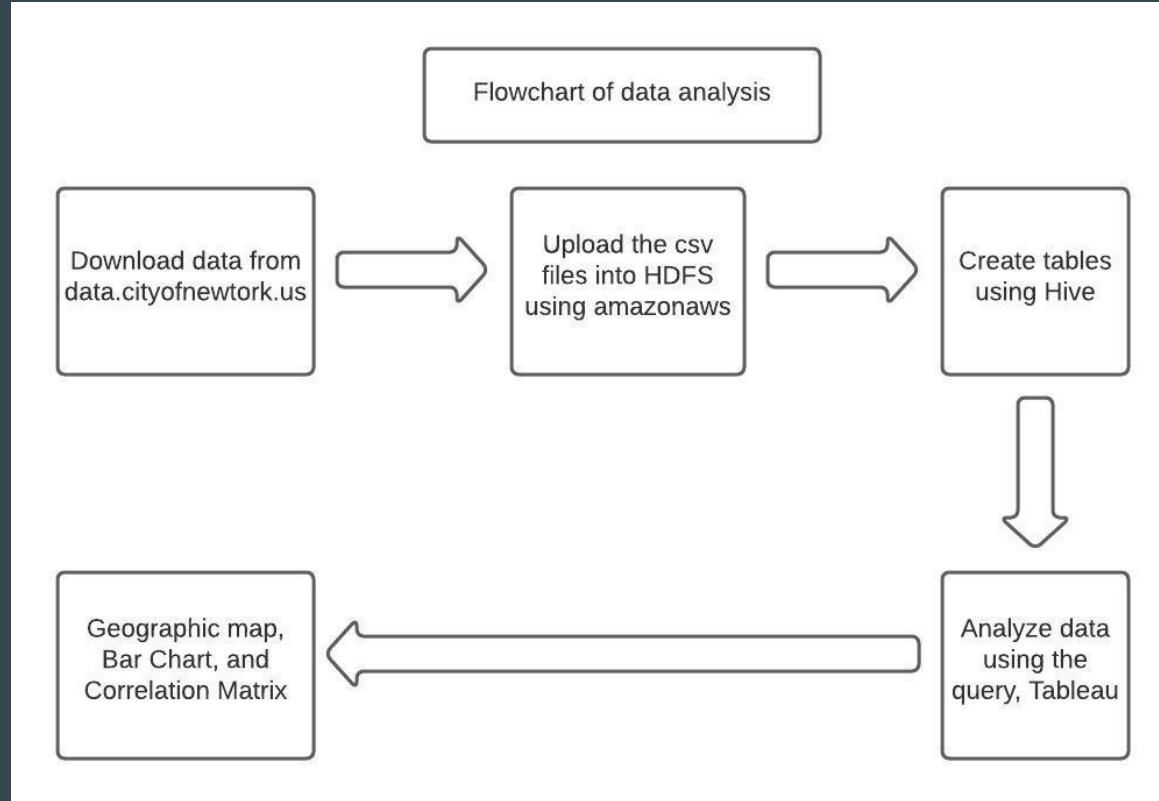 Flowchart of data analysis
Download data from
data.cityofnewtork.us
Upload the csv
files into HDFS
using amazonaws
Create tables
using Hive
Analyze data
using the
query, Tableau
Geographic map,
Bar Chart, and
Correlation Matrix